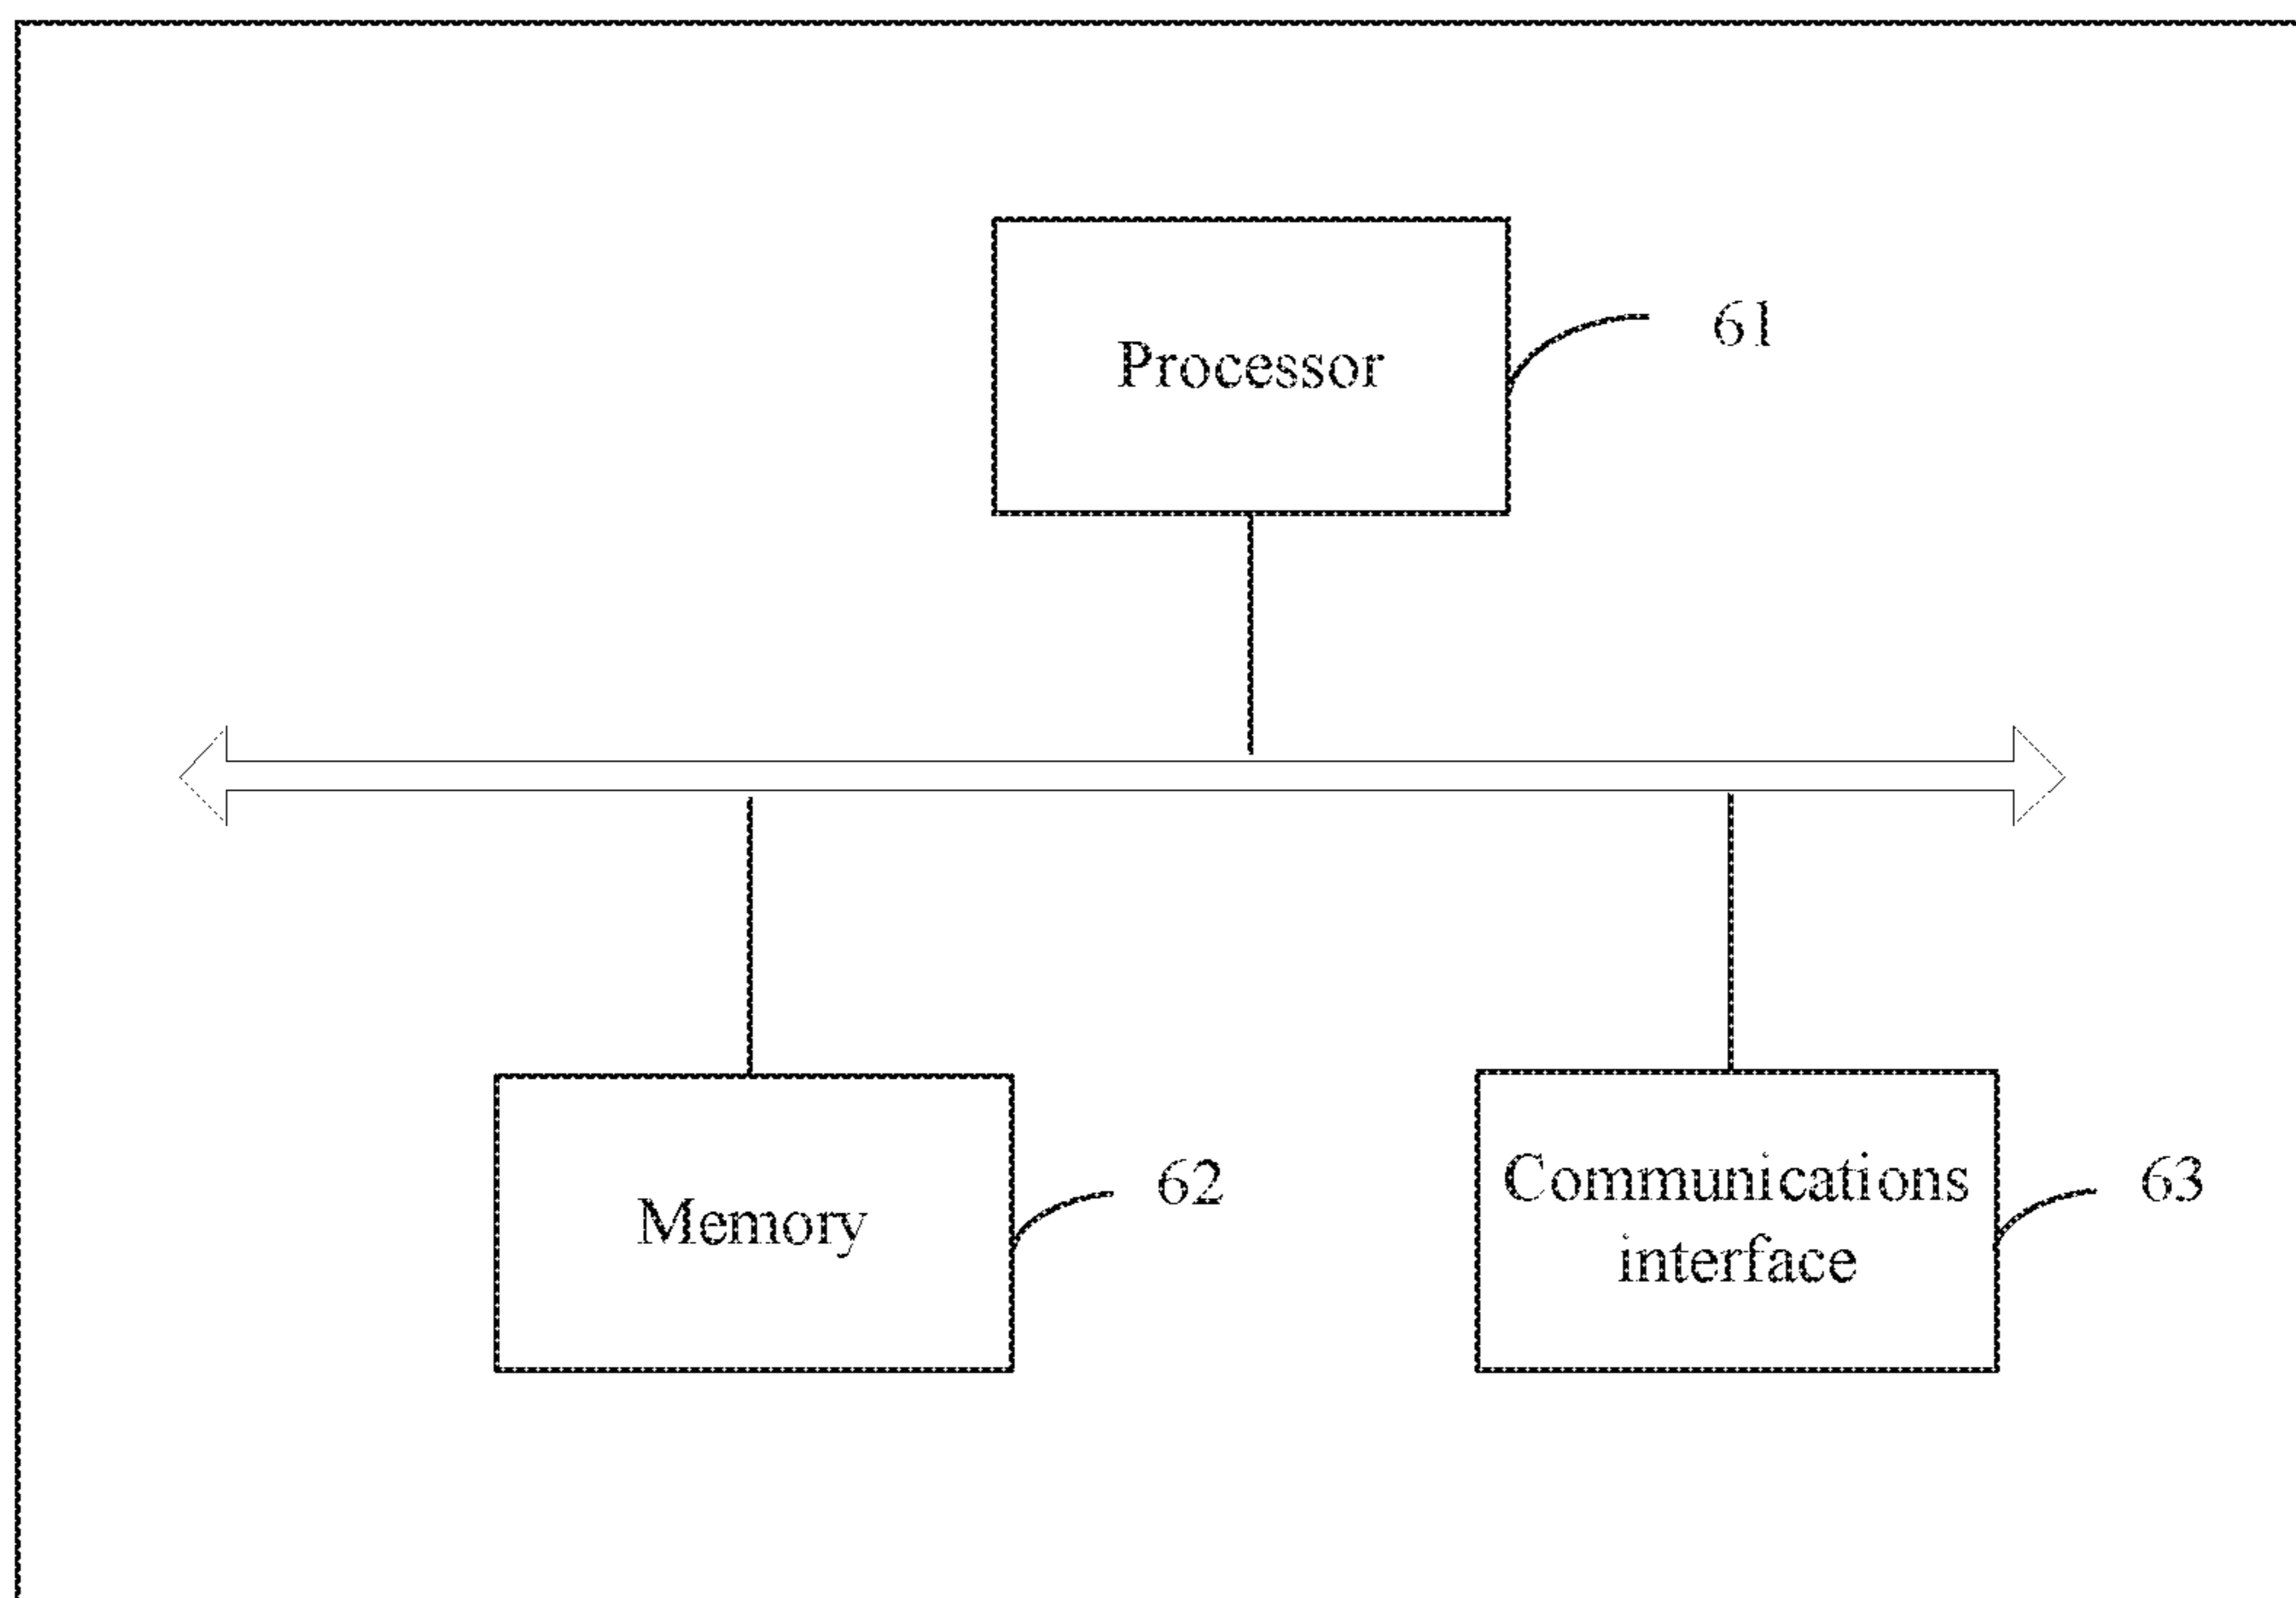 Processor
61
Memory
62
Communications
interface
63